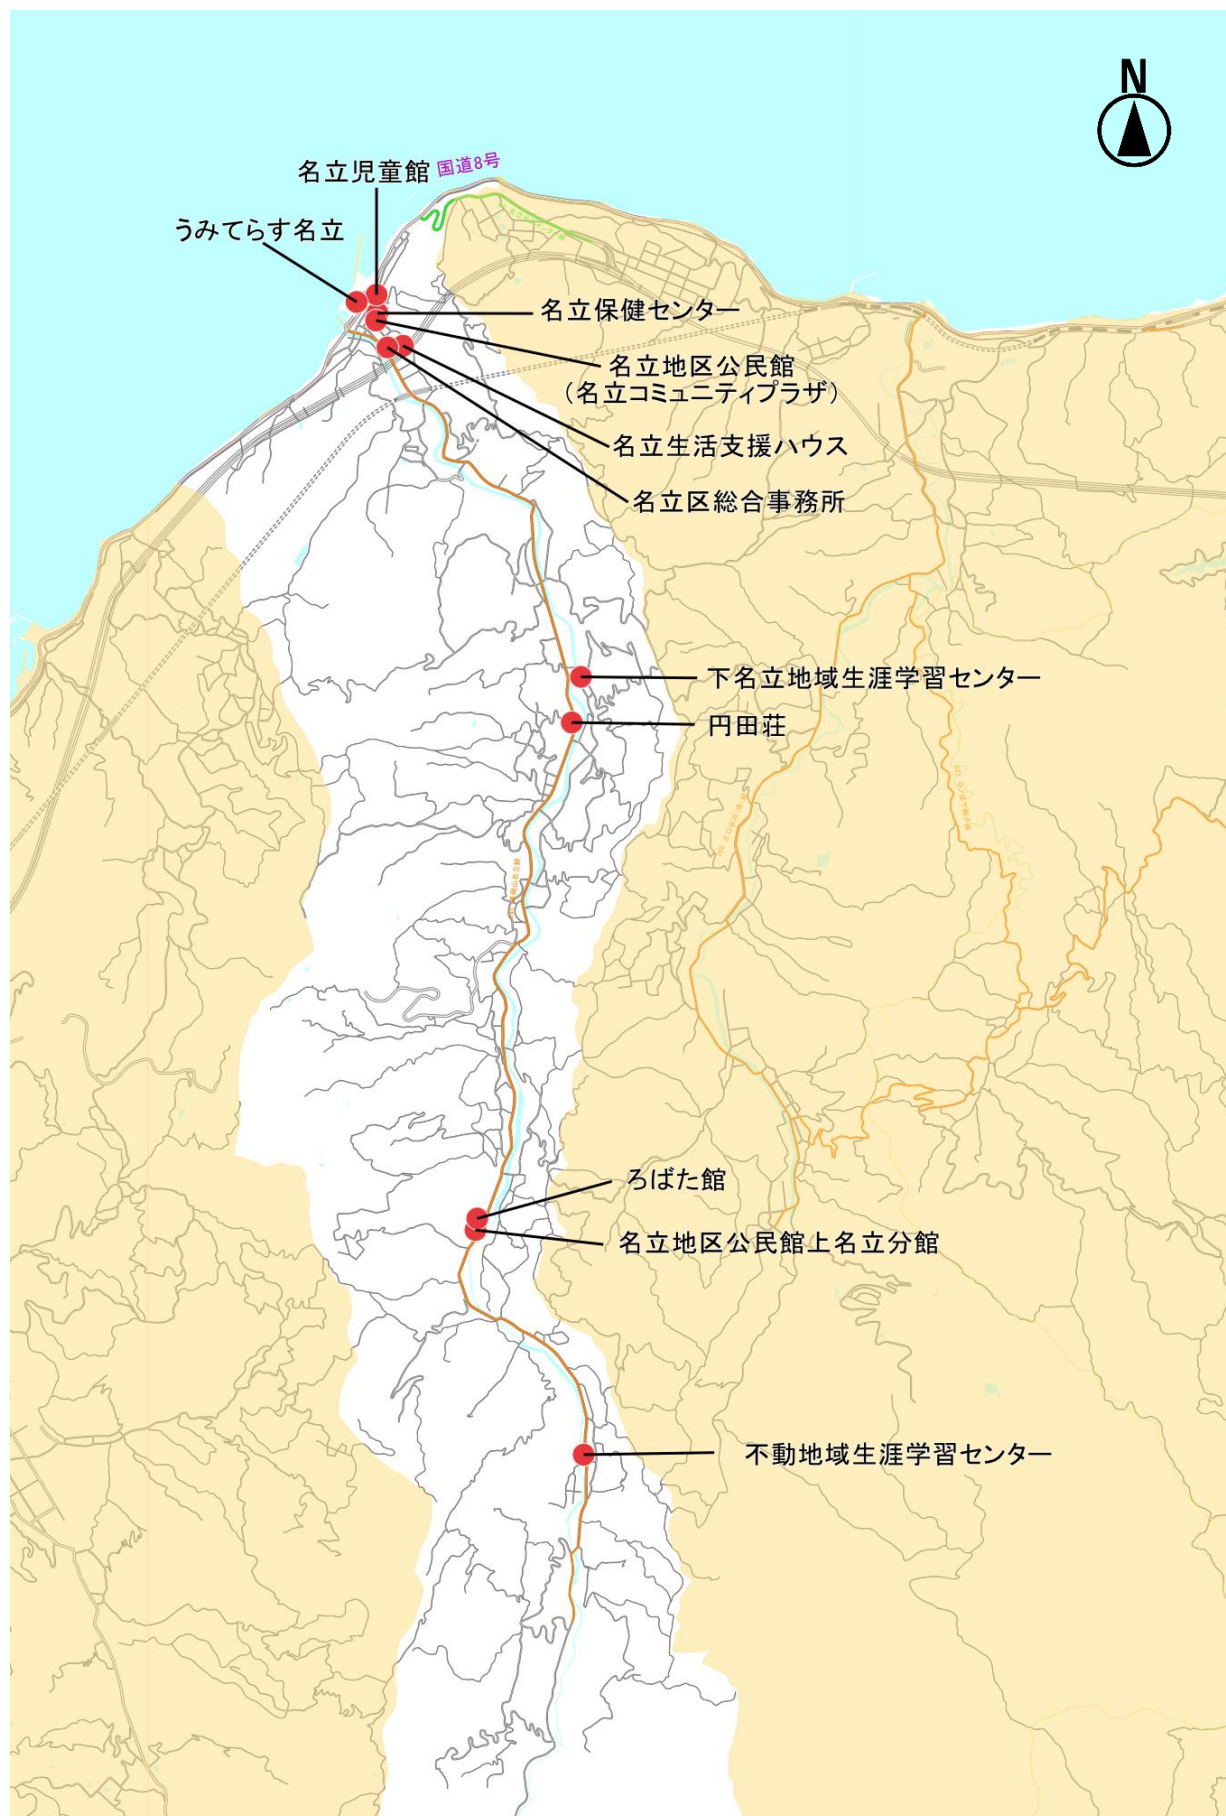 N
国道8号
名立児童館
うみてらす名立
名立保健センター
名立地区公民館
（名立コミュニティプラザ）
名立生活支援ハウス
名立区総合事務所
下名立地域生涯学習センター
円田荘
ろばた館
名立地区公民館上名立分館
不動地域生涯学習センター